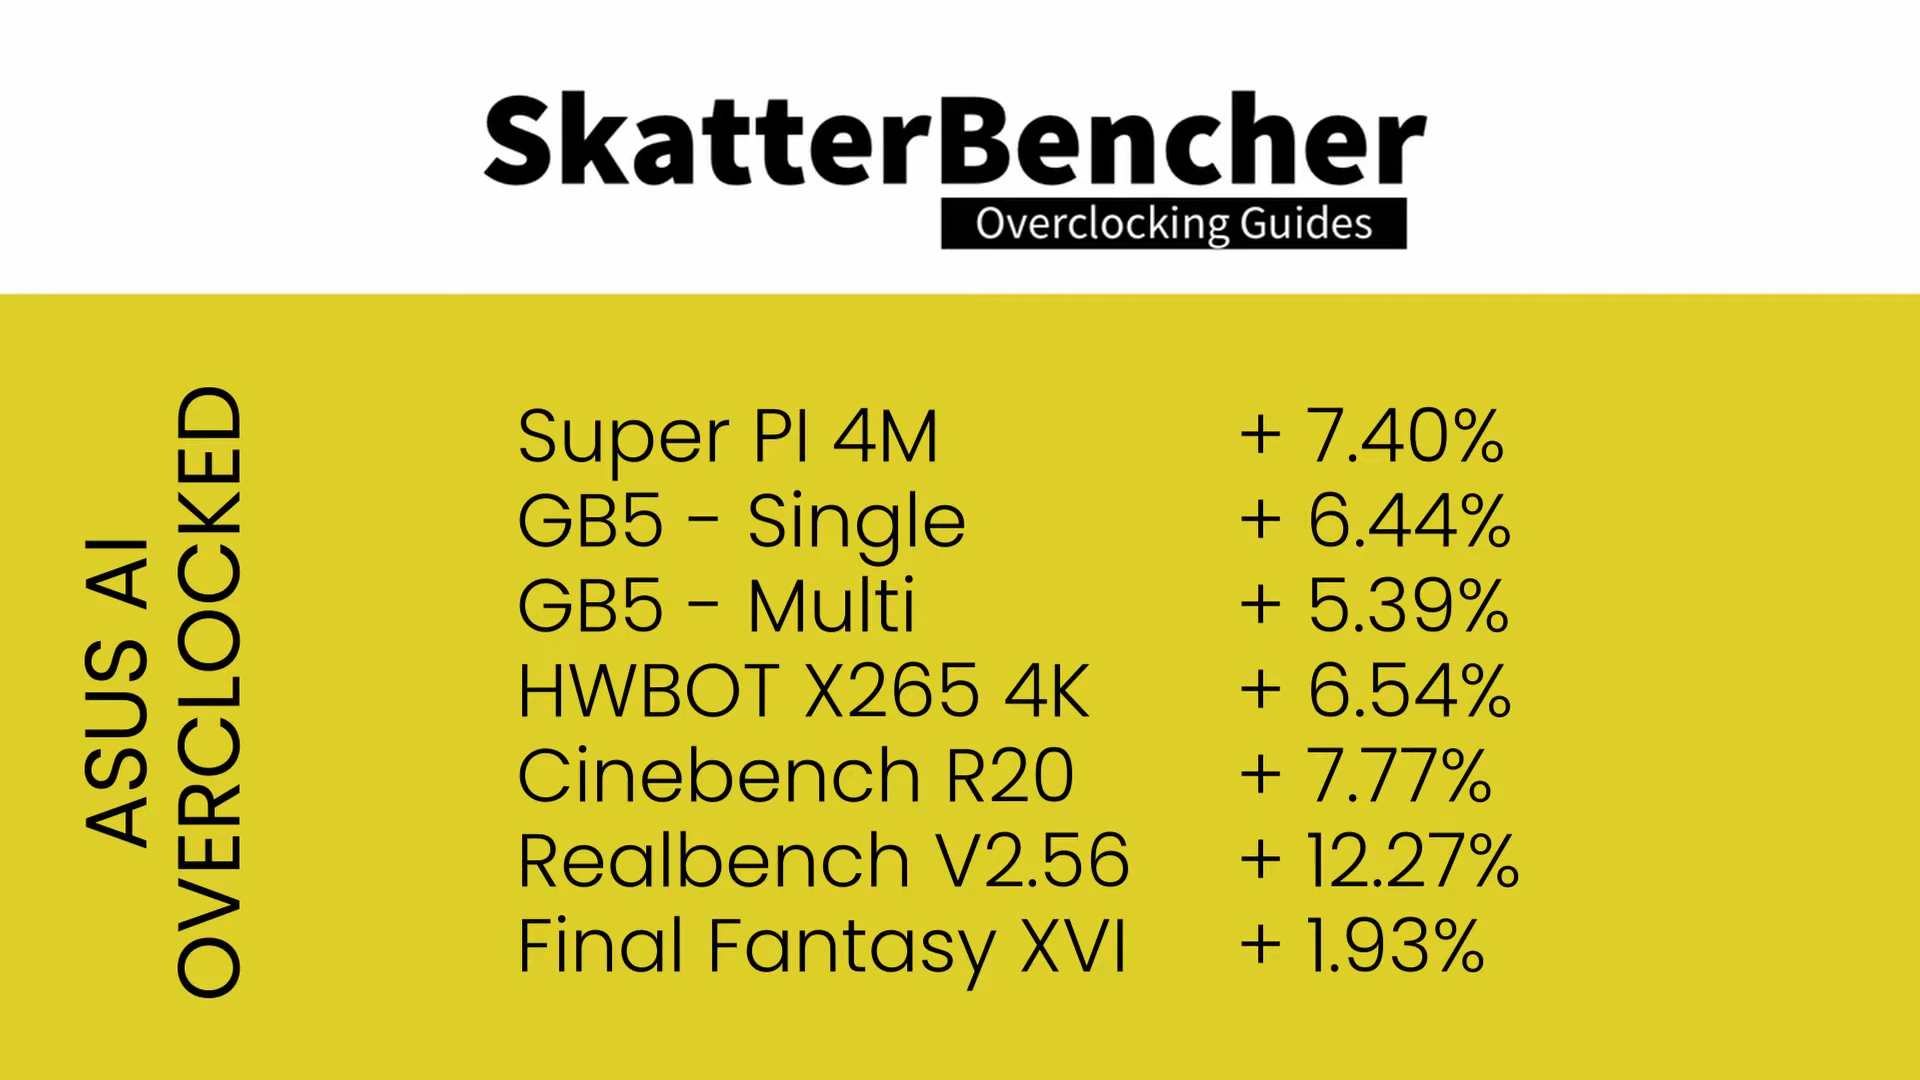 SkatterBencher
Overclocking Guides
ASUS AI
OVERCLOCKED
Super PI 4M + 7.40%
GB5 - Single + 6.44%
GB5 - Multi + 5.39%
HWBOT X265 4K + 6.54%
Cinebench R20 + 7.77%
Realbench V2.56 + 12.27%
Final Fantasy XVI + 1.93%